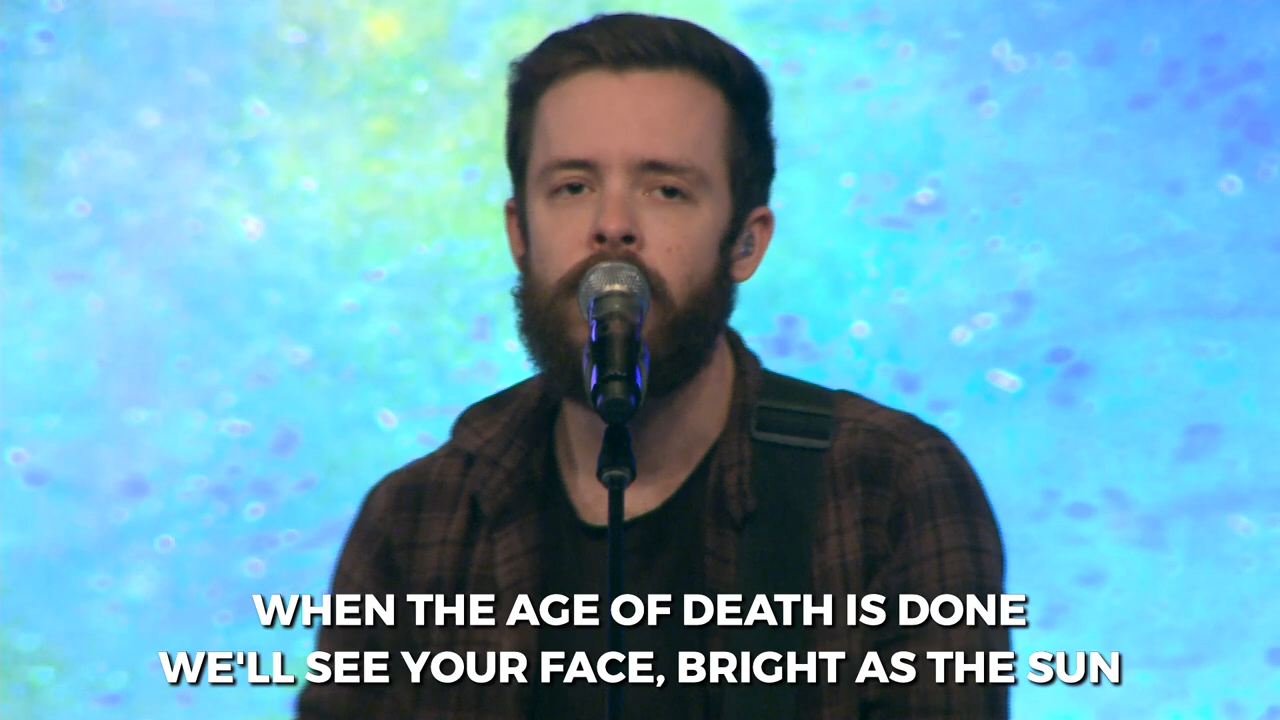 WHEN THE AGE OF DEATH IS DONE
WE'LL SEE YOUR FACE, BRIGHT AS THE SUN